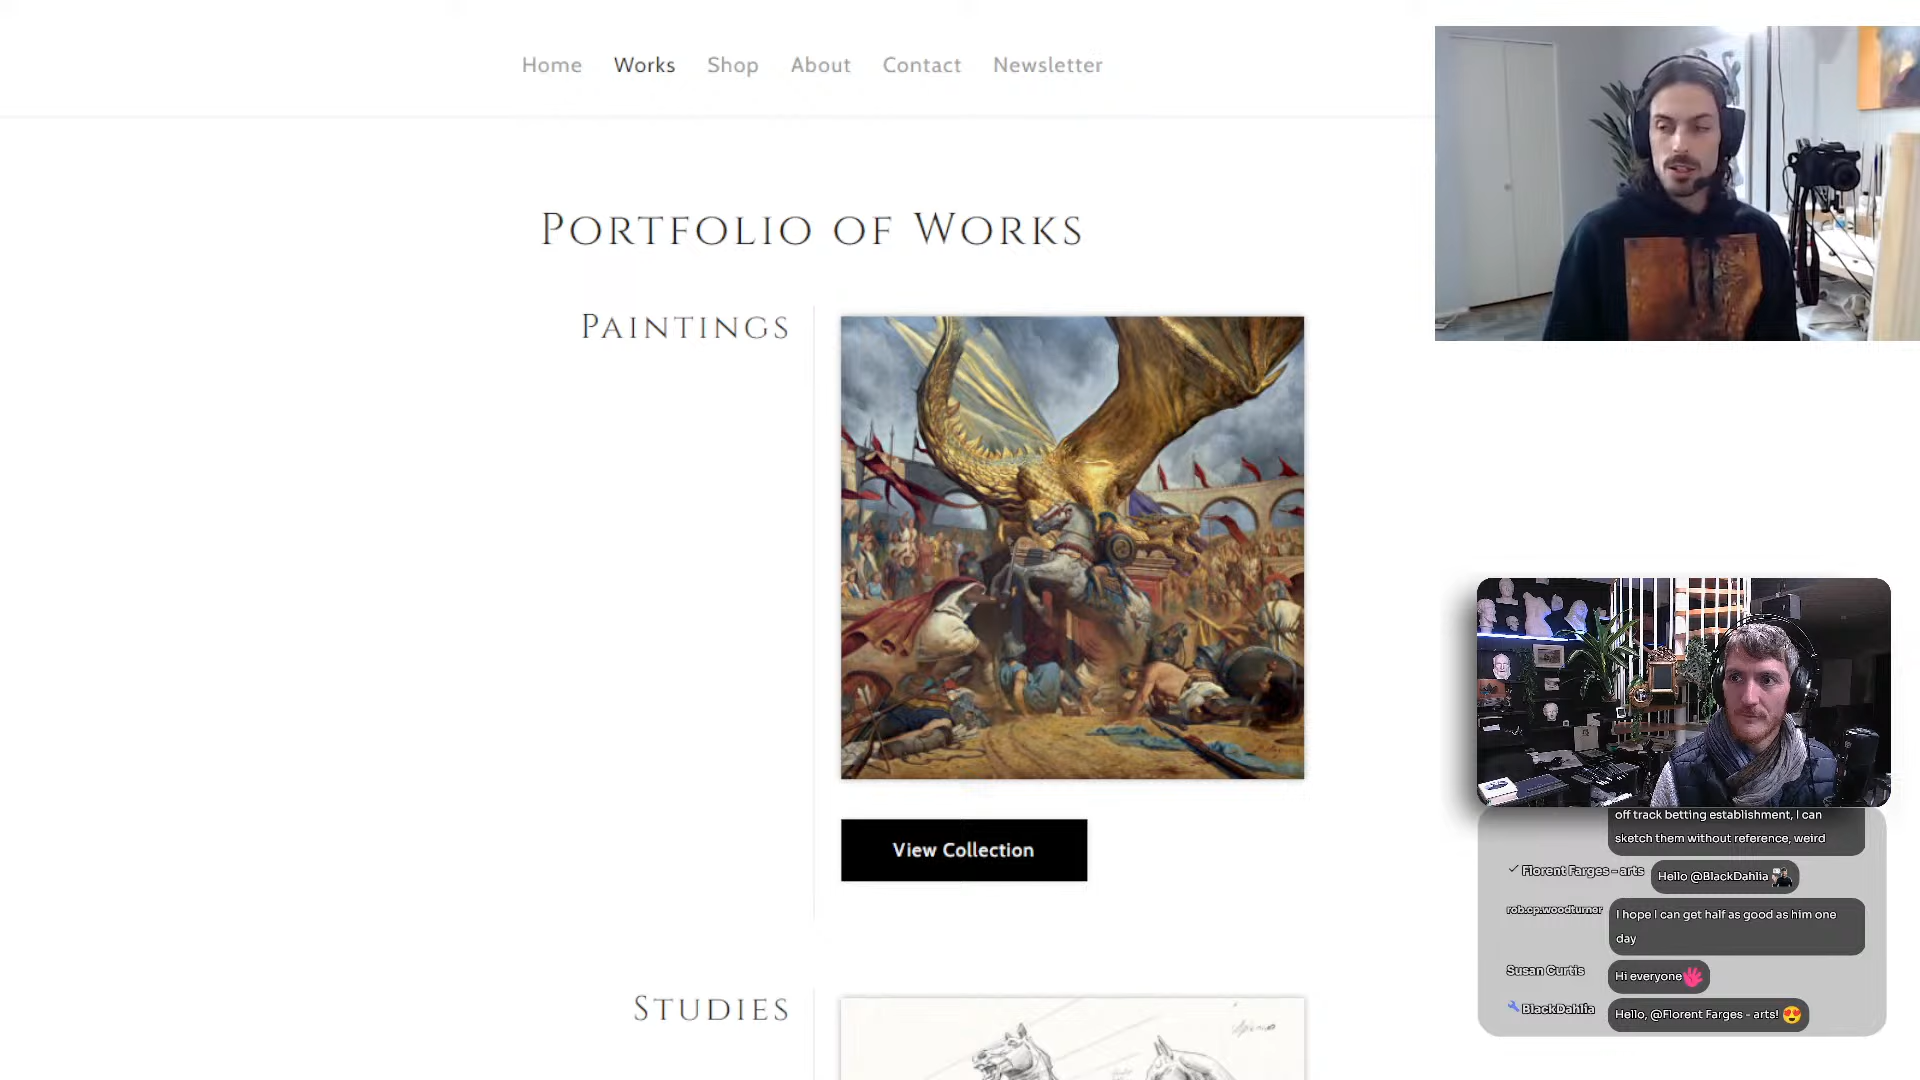 Home Works Shop About Contact Newsletter
Portfolio of Works
Paintings
View Collection
Studies
off track betting establishment, I can
sketch them without reference, weird
Florent Farges - arts Hello @BlackDahlia
rob.cp.woodturner I hope I can get half as good as him one
day
Susan Curtis Hi everyone
BlackDahlia Hello, @Florent Farges - arts!